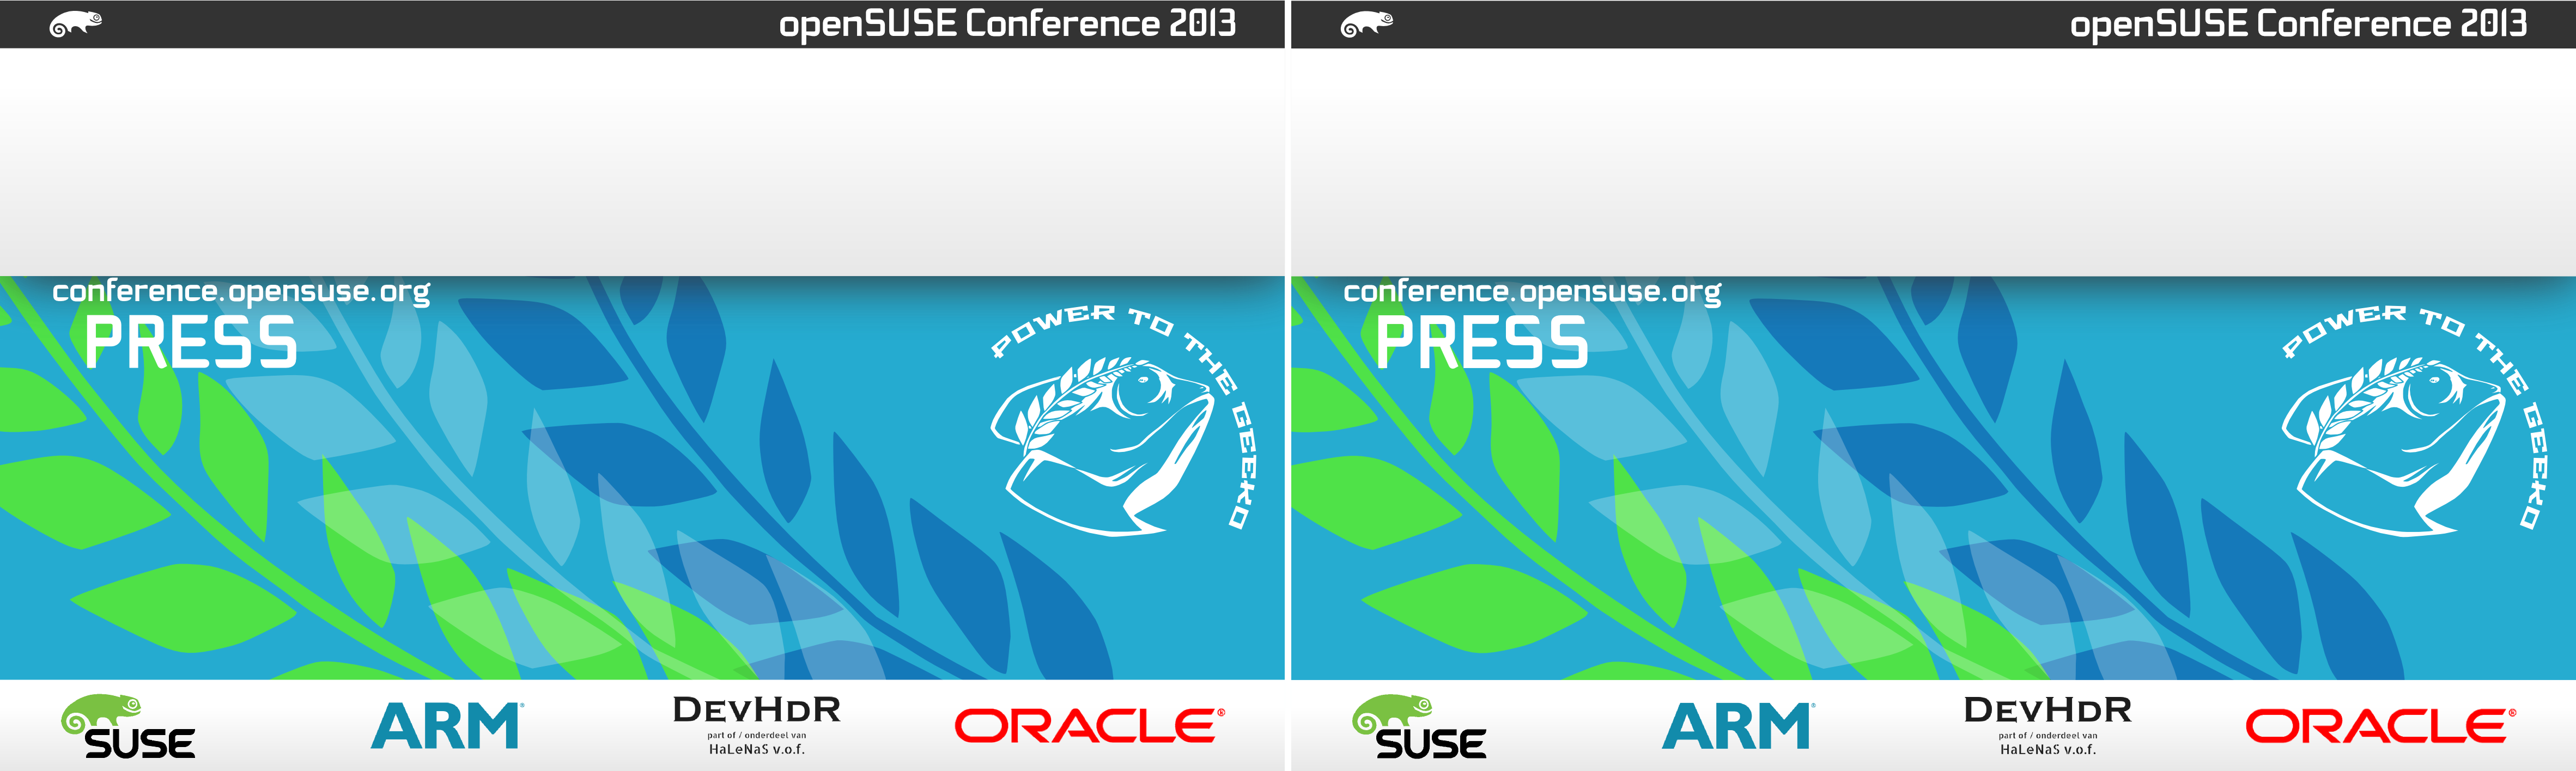 openSUSE Conference 2013
conference.opensuse.org
PRESS
POWER TO THE GEEKO
SUSE
ARM®
DEVHDR
part of / onderdeel van
HaLeNaS v.o.f.
ORACLE®
openSUSE Conference 2013
conference.opensuse.org
PRESS
POWER TO THE GEEKO
SUSE
ARM®
DEVHDR
part of / onderdeel van
HaLeNaS v.o.f.
ORACLE®